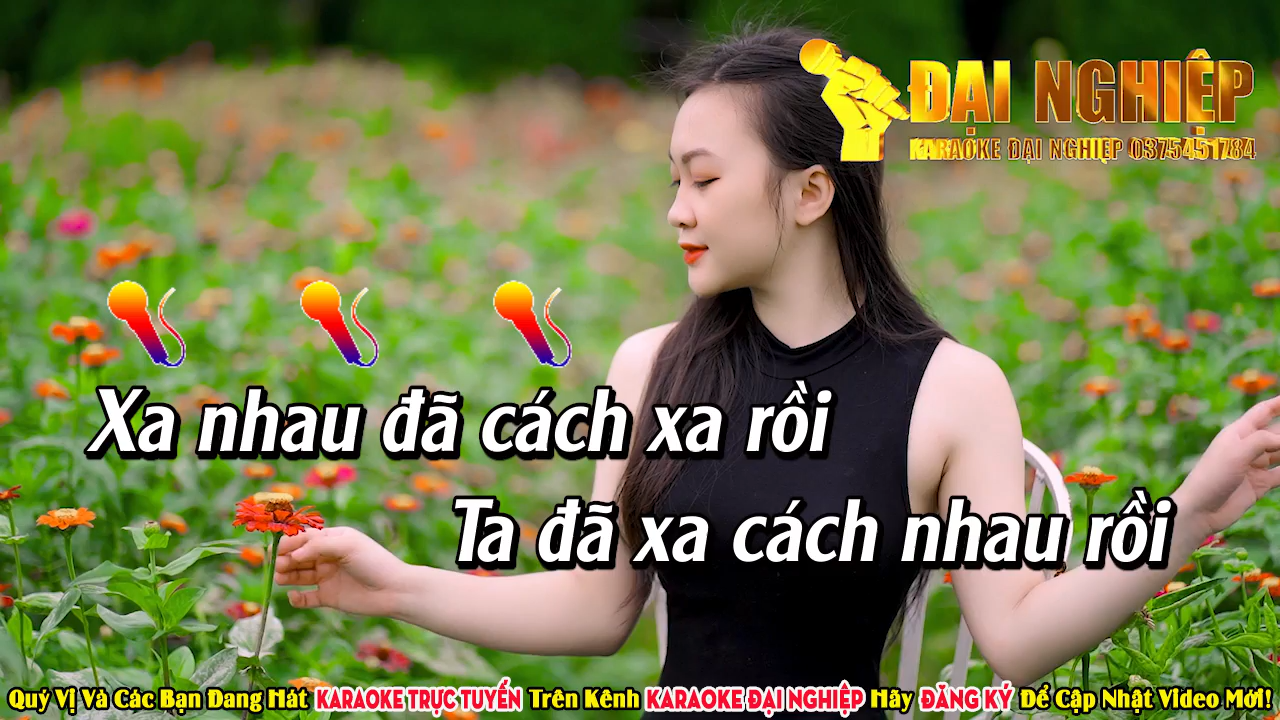 ĐẠI NGHIỆP
KARAOKE ĐẠI NGHIỆP 0375451784
Xa nhau đã cách xa rồi
Ta đã xa cách nhau rồi
Quý Vị Và Các Bạn Đang Hát KARAOKE TRỰC TUYẾN Trên Kênh KARAOKE ĐẠI NGHIỆP Hãy ĐĂNG KÝ Để Cập Nhật Video Mới!